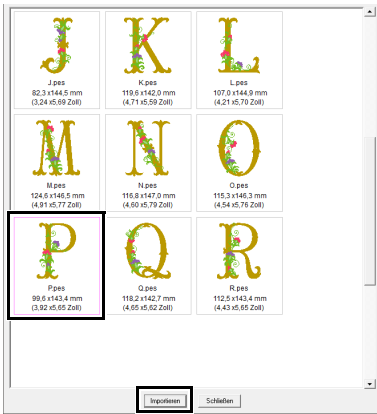 J.pes
82,3 x144,5 mm
(3,24 x5,69 Zoll)
K.pes
119,6 x142,0 mm
(4,71 x5,59 Zoll)
L.pes
107,0 x144,9 mm
(4,21 x5,70 Zoll)
M.pes
124,6 x146,5 mm
(4,91 x5,77 Zoll)
N.pes
116,8 x147,0 mm
(4,60 x5,79 Zoll)
O.pes
115,3 x146,3 mm
(4,54 x5,76 Zoll)
P.pes
99,6 x143,4 mm
(3,92 x5,65 Zoll)
Q.pes
118,2 x142,7 mm
(4,65 x5,62 Zoll)
R.pes
112,5 x143,4 mm
(4,43 x5,65 Zoll)
Importieren
Schließen